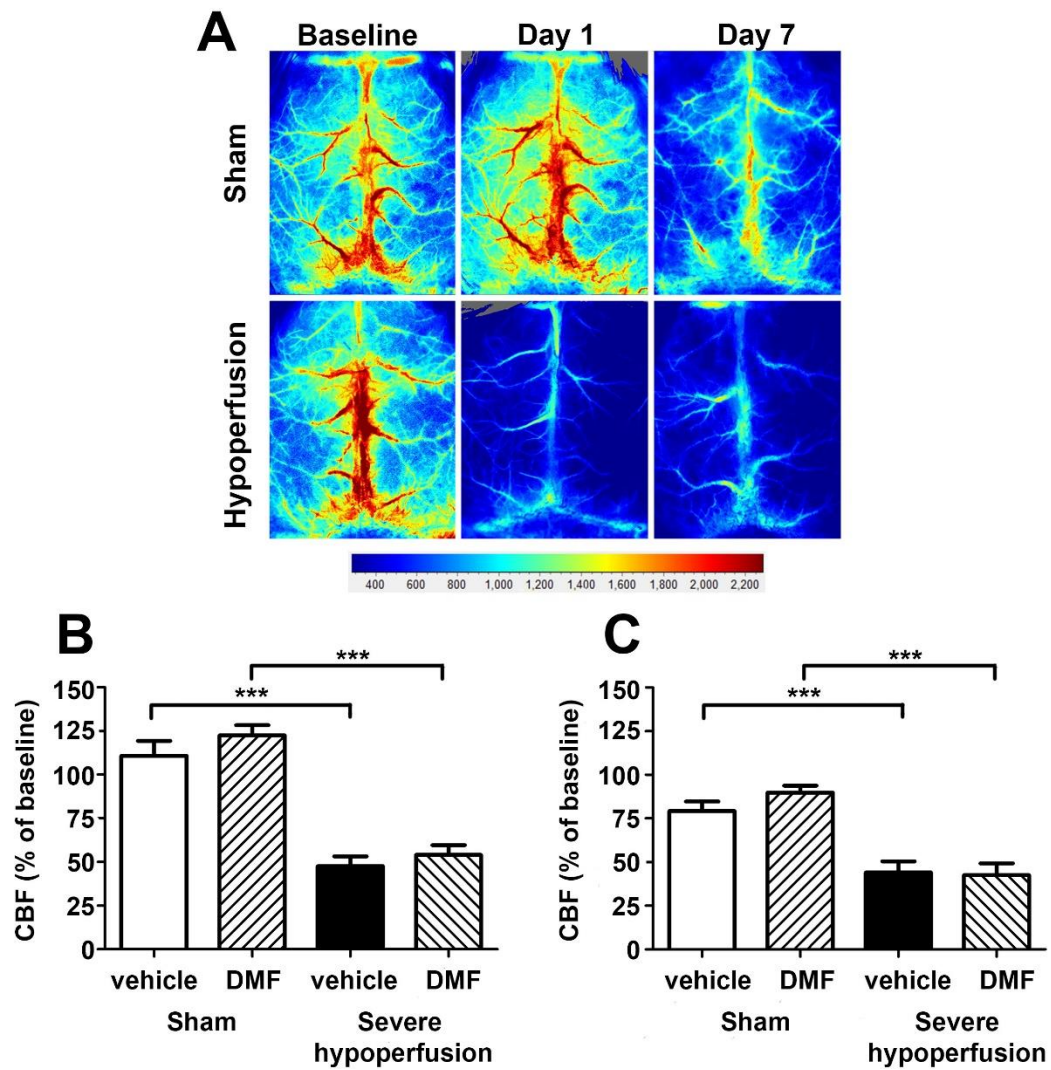 A
Baseline Day 1 Day 7
Sham
Hypoperfusion
400 600 800 1,000 1,200 1,400 1,600 1,800 2,000 2,200
B
CBF (% of baseline)
150
125
100
75
50
25
0
***
***
vehicle DMF vehicle DMF
Sham Severe
hypoperfusion
C
CBF (% of baseline)
150
125
100
75
50
25
0
***
***
vehicle DMF vehicle DMF
Sham Severe
hypoperfusion